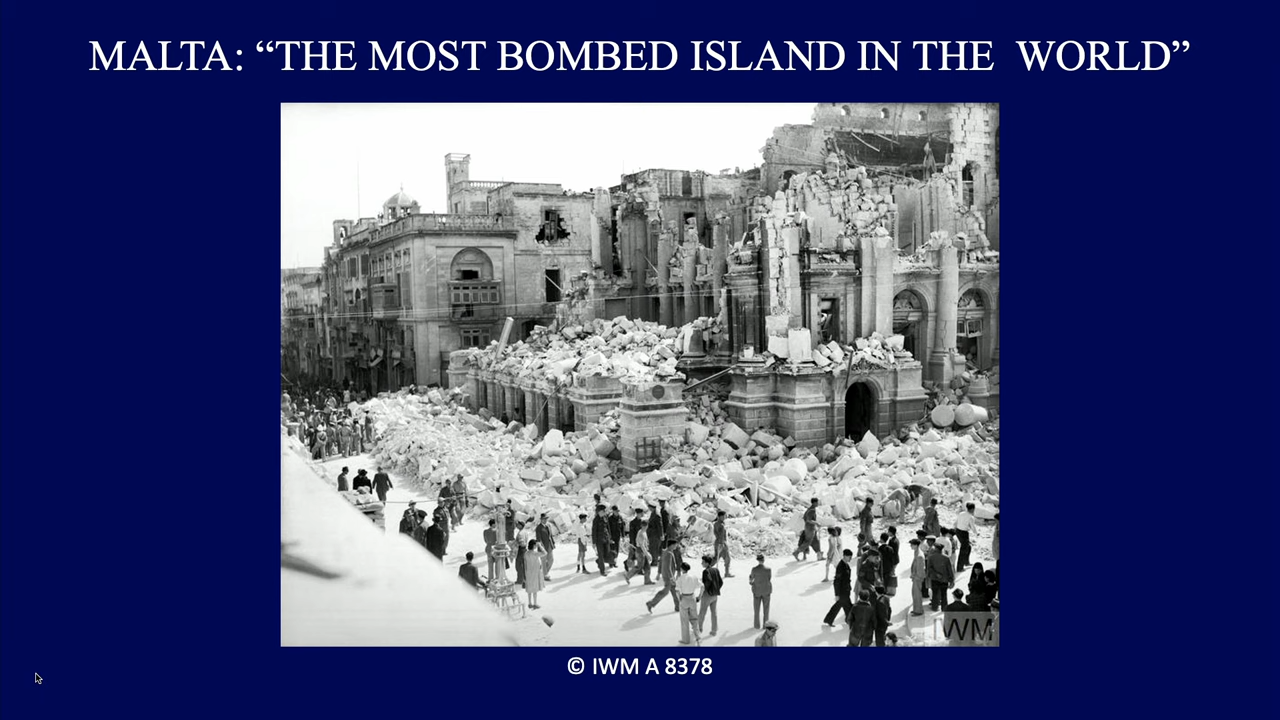 MALTA: “THE MOST BOMBED ISLAND IN THE  WORLD”
IWM
© IWM A 8378